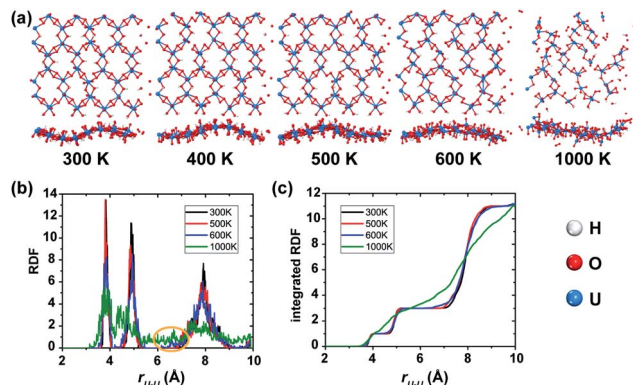 (a)
300 K 400 K 500 K 600 K 1000 K
(b)
RDF
14
12
10
8
6
4
2
0
300K
500K
600K
1000K
2 4 6 8 10
r U-U (Å)
(c)
integrated RDF
12
10
8
6
4
2
0
300K
500K
600K
1000K
2 4 6 8 10
r U-U (Å)
H
O
U